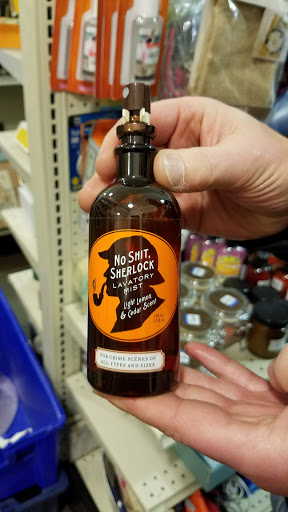 NO SHIT,
SHERLOCK
LAVATORY
MIST
Light Lemon
& Cedar Scent
FOR CRIME SCENES OF
ALL TYPES AND SIZES